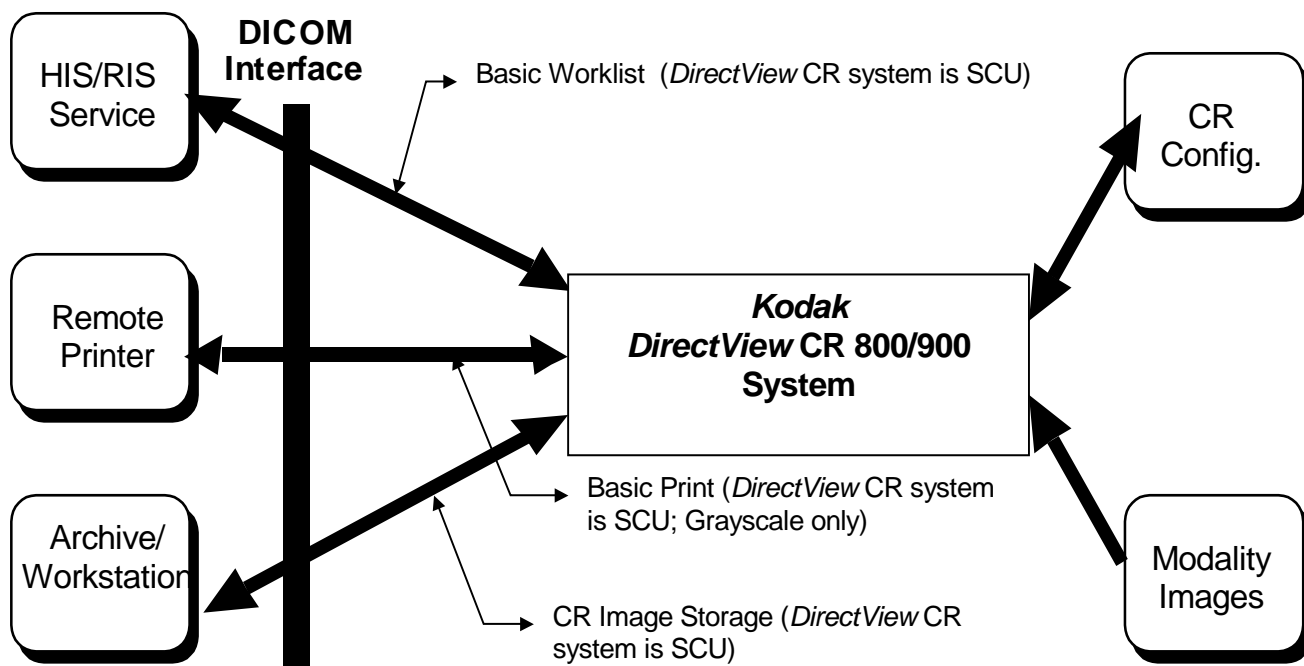 HIS/RIS
Service
DICOM
Interface
Basic Worklist (DirectView CR system is SCU)
CR
Config.
Remote
Printer
Kodak
DirectView CR 800/900
System
Basic Print (DirectView CR system
is SCU; Grayscale only)
Archive/
Workstation
CR Image Storage (DirectView CR
system is SCU)
Modality
Images